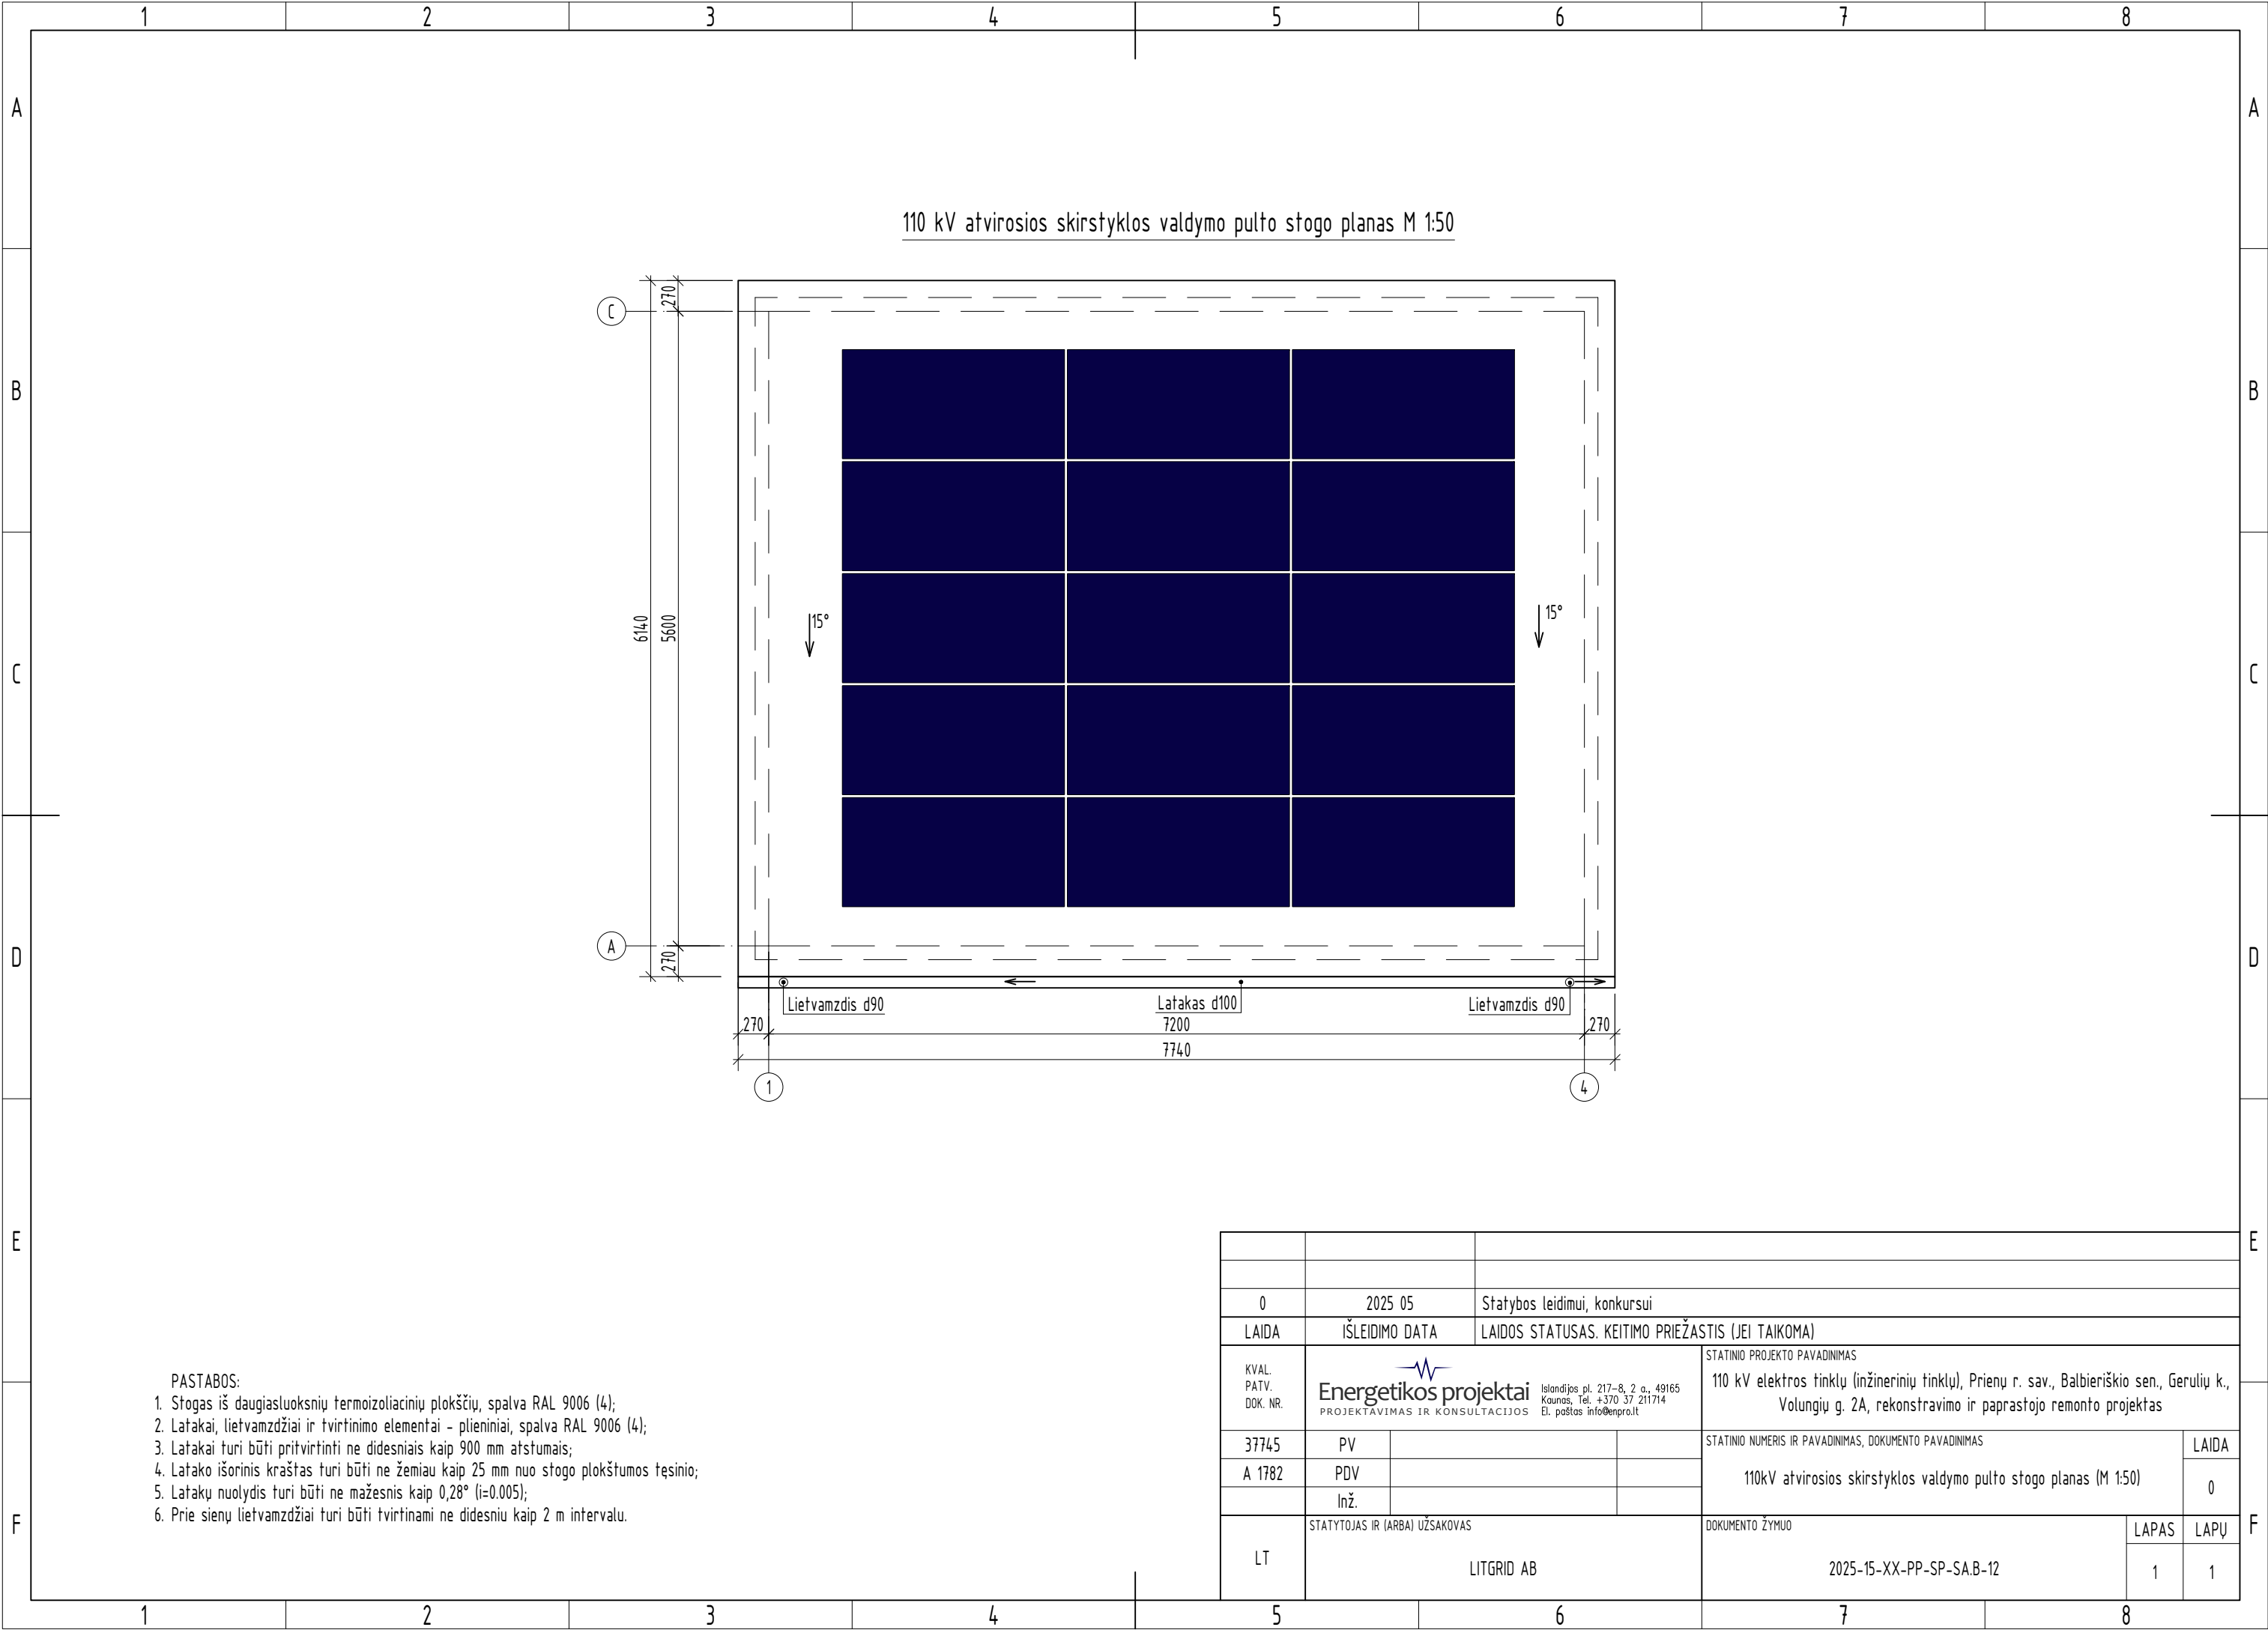 1 2 3 4 5 6 7 8
A A
B B
C C
D D
E E
F F
110 kV atvirosios skirstyklos valdymo pulto stogo planas M 1:50
C
270
6140
5600
15°
15°
A
270
Lietvamzdis d90
Latakas d100
Lietvamzdis d90
270
7200
270
7740
1
4
PASTABOS:
1. Stogas iš daugiasluoksnių termoizoliacinių plokščių, spalva RAL 9006 (4);
2. Latakai, lietvamzdžiai ir tvirtinimo elementai - plieniniai, spalva RAL 9006 (4);
3. Latakai turi būti pritvirtinti ne didesniais kaip 900 mm atstumais;
4. Latako išorinis kraštas turi būti ne žemiau kaip 25 mm nuo stogo plokštumos tęsinio;
5. Latakų nuolydis turi būti ne mažesnis kaip 0,28° (i=0.005);
6. Prie sienų lietvamzdžiai turi būti tvirtinami ne didesniu kaip 2 m intervalu.
0 2025 05 Statybos leidimui, konkursui
LAIDA IŠLEIDIMO DATA LAIDOS STATUSAS. KEITIMO PRIEŽASTIS (JEI TAIKOMA)
KVAL.
PATV.
DOK. NR.
Energetikos projektai
PROJEKTAVIMAS IR KONSULTACIJOS
Islandijos pl. 217-8, 2 a., 49165
Kaunas, Tel. +370 37 211714
El. paštas info@enpro.lt
STATINIO PROJEKTO PAVADINIMAS
110 kV elektros tinklų (inžinerinių tinklų), Prienų r. sav., Balbieriškio sen., Gerulių k.,
Volungių g. 2A, rekonstravimo ir paprastojo remonto projektas
37745 PV
A 1782 PDV
Inž.
STATINIO NUMERIS IR PAVADINIMAS, DOKUMENTO PAVADINIMAS
110kV atvirosios skirstyklos valdymo pulto stogo planas (M 1:50)
LAIDA
0
LT
STATYTOJAS IR (ARBA) UŽSAKOVAS
LITGRID AB
DOKUMENTO ŽYMUO
2025-15-XX-PP-SP-SA.B-12
LAPAS LAPŲ
1 1
1 2 3 4 5 6 7 8